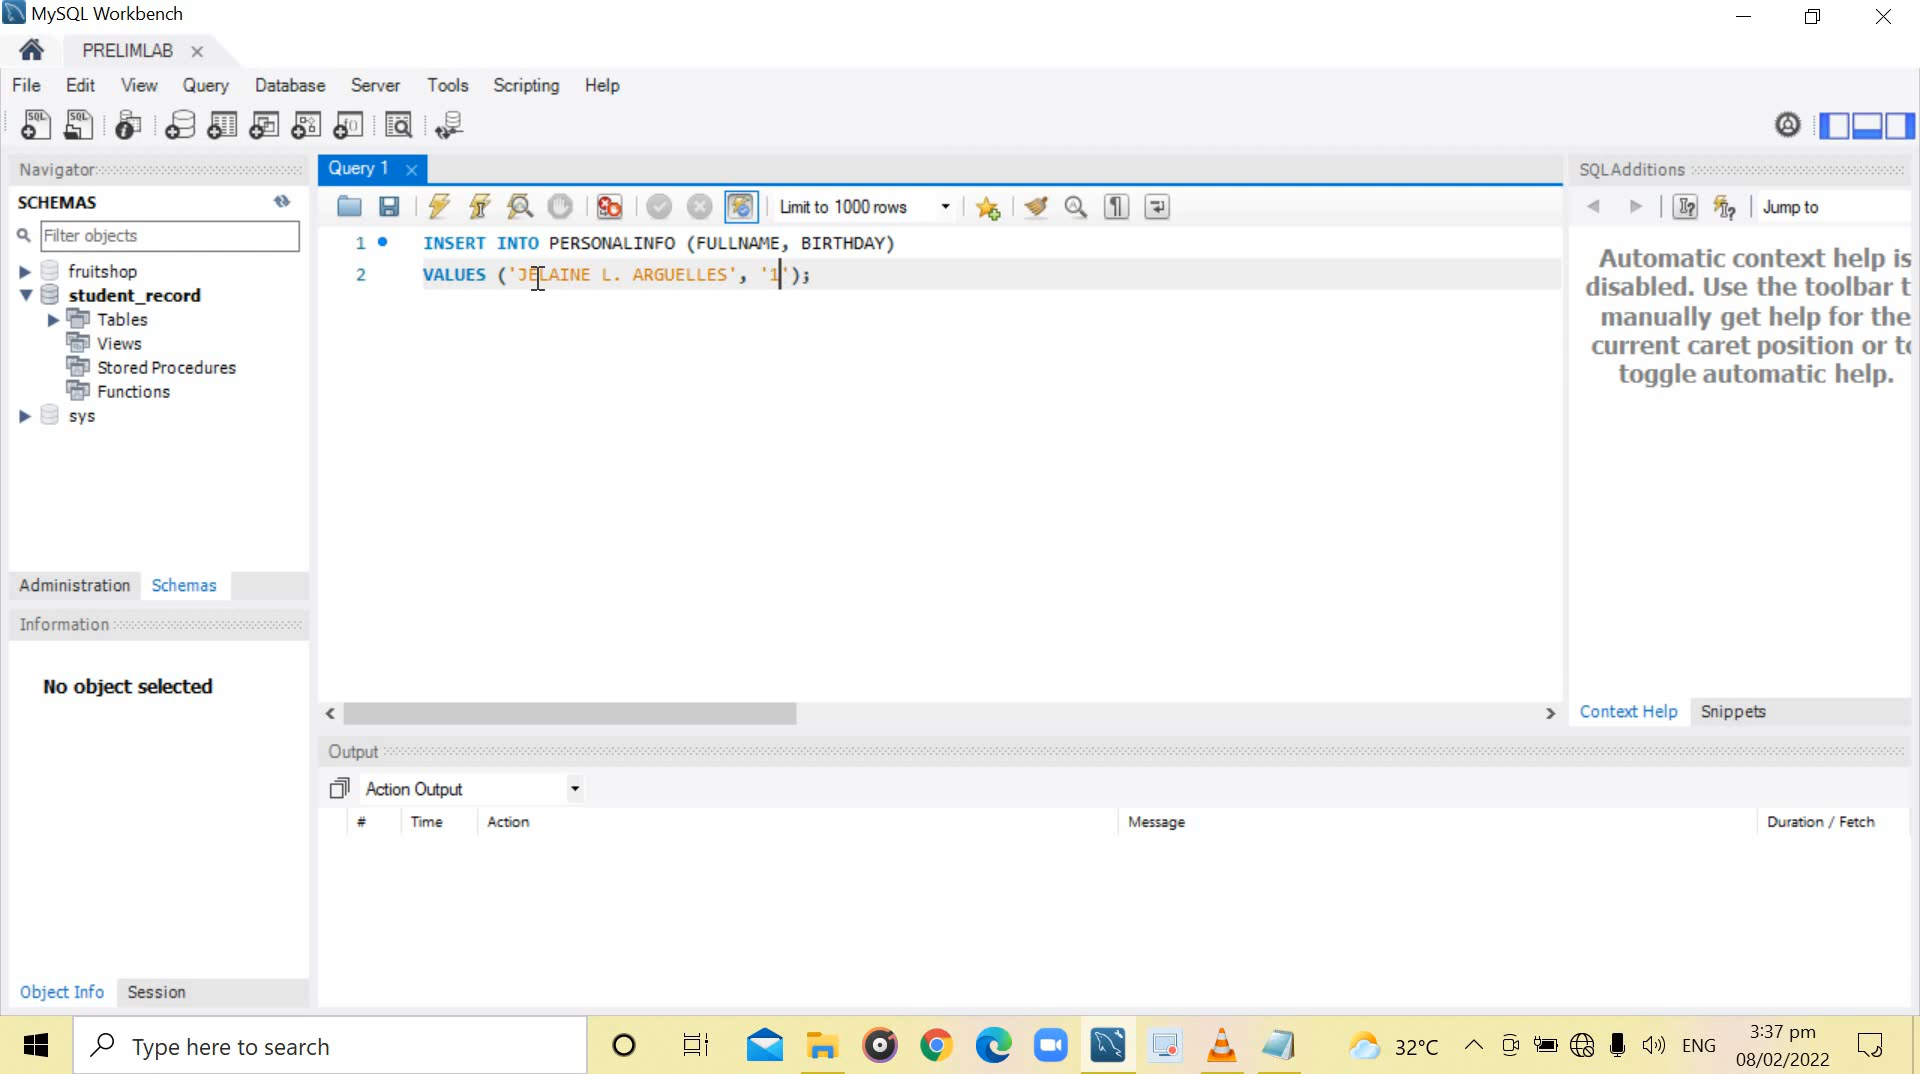 MySQL Workbench
PRELIMLAB
File Edit View Query Database Server Tools Scripting Help
Navigator
SCHEMAS
Filter objects
fruitshop
student_record
Tables
Views
Stored Procedures
Functions
sys
Administration Schemas
Information
No object selected
Object Info Session
Query 1
Limit to 1000 rows
1 INSERT INTO PERSONALINFO (FULLNAME, BIRTHDAY)
2 VALUES ('JELAINE L. ARGUELLES', '1');
SQLAdditions
Jump to
Automatic context help is
disabled. Use the toolbar t
manually get help for the
current caret position or to
toggle automatic help.
Context Help Snippets
Output
Action Output
# Time Action Message Duration / Fetch
Type here to search
32°C
ENG
3:37 pm
08/02/2022